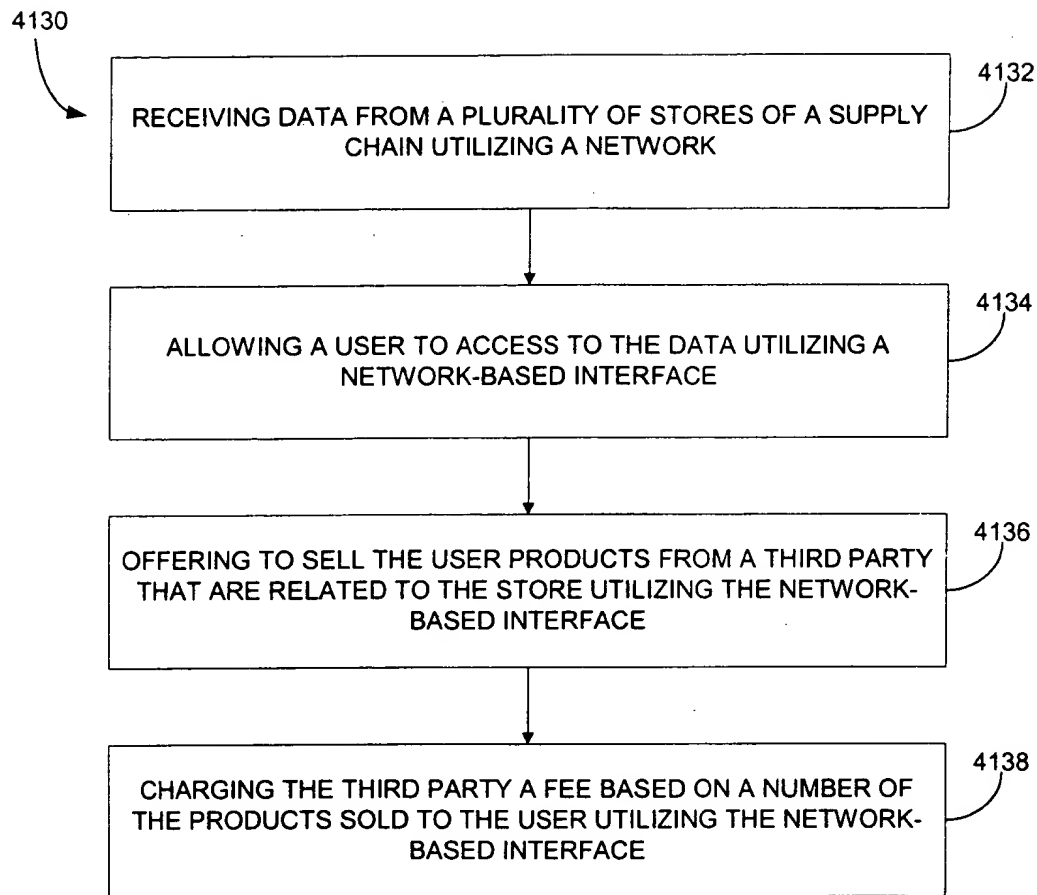 4130
4132
RECEIVING DATA FROM A PLURALITY OF STORES OF A SUPPLY
CHAIN UTILIZING A NETWORK
4134
ALLOWING A USER TO ACCESS TO THE DATA UTILIZING A
NETWORK-BASED INTERFACE
4136
OFFERING TO SELL THE USER PRODUCTS FROM A THIRD PARTY
THAT ARE RELATED TO THE STORE UTILIZING THE NETWORK-
BASED INTERFACE
4138
CHARGING THE THIRD PARTY A FEE BASED ON A NUMBER OF
THE PRODUCTS SOLD TO THE USER UTILIZING THE NETWORK-
BASED INTERFACE